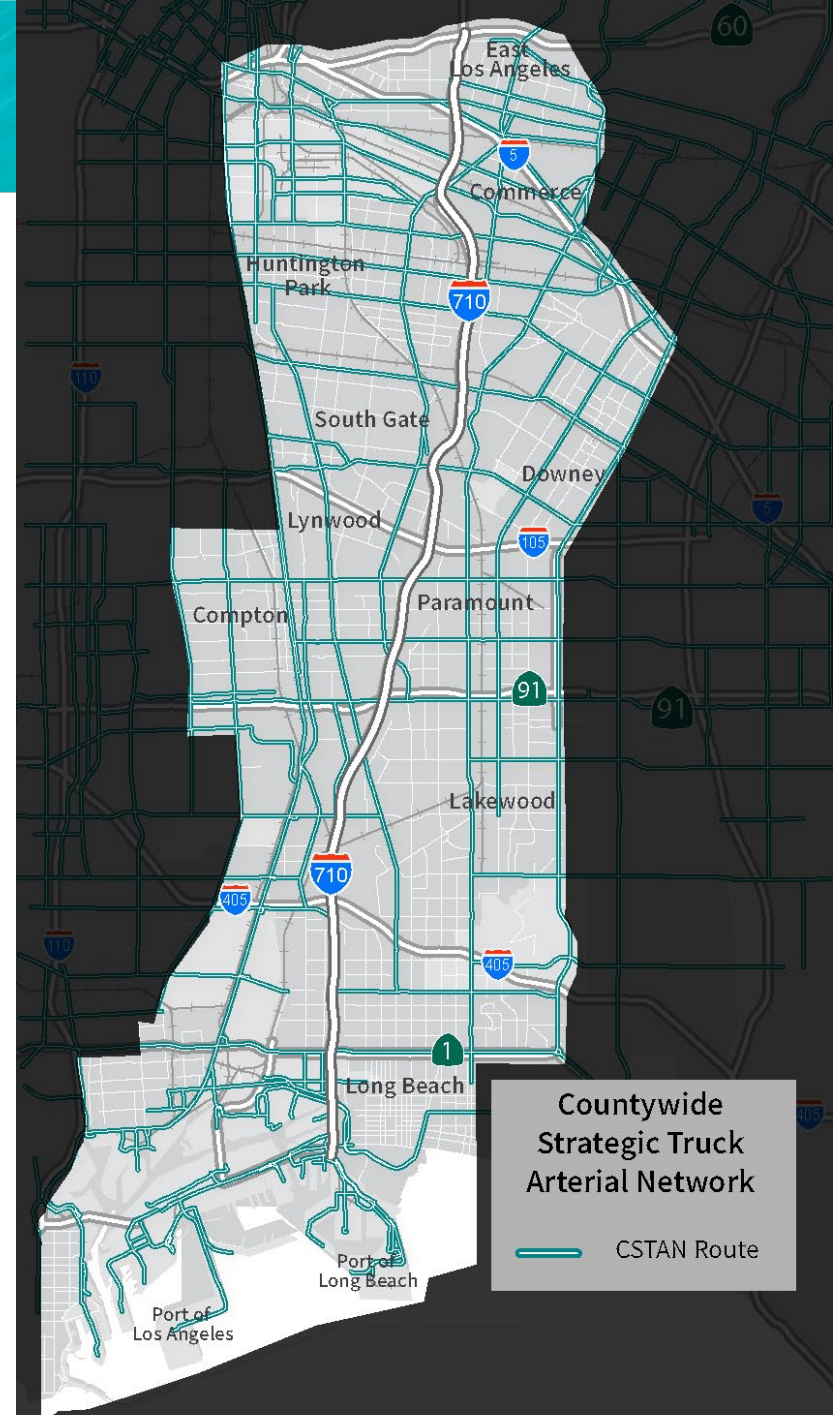 60
East
Los Angeles
5
Commerce
Huntington
Park
710
110
South Gate
Downey
5
Lynwood
105
Compton
Paramount
91
91
Lakewood
710
405
110
405
1
Long Beach
Countywide
Strategic Truck
Arterial Network
CSTAN Route
405
Port of
Long Beach
Port of
Los Angeles